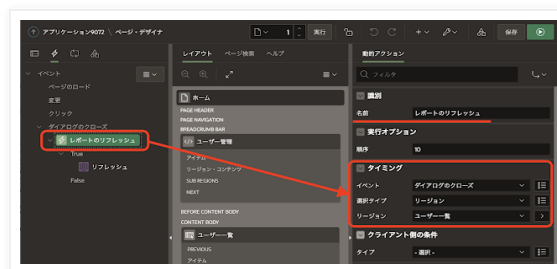 アプリケーション9072 \ ページ・デザイナ
1
実行
保存
レイアウト
ページ検索
ヘルプ
動的アクション
フィルタ
イベント
ページのロード
変更
クリック
ダイアログのクローズ
レポートのリフレッシュ
True
リフレッシュ
False
ホーム
PAGE HEADER
PAGE NAVIGATION
BREADCRUMB BAR
ユーザー管理
アイテム
リージョン・コンテンツ
SUB REGIONS
NEXT
BEFORE CONTENT BODY
CONTENT BODY
ユーザー一覧
PREVIOUS
アイテム
識別
名前
レポートのリフレッシュ
実行オプション
順序
10
タイミング
イベント
ダイアログのクローズ
選択タイプ
リージョン
リージョン
ユーザー一覧
クライアント側の条件
タイプ
- 選択 -